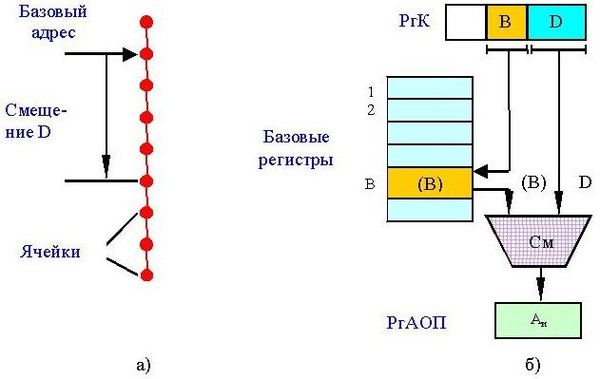 Базовый
адрес
Смеще-
ние D
Ячейки
а)
РгК
B
D
1
2
Базовые
регистры
B
(B)
(B)
D
См
РгАОП
Aи
б)